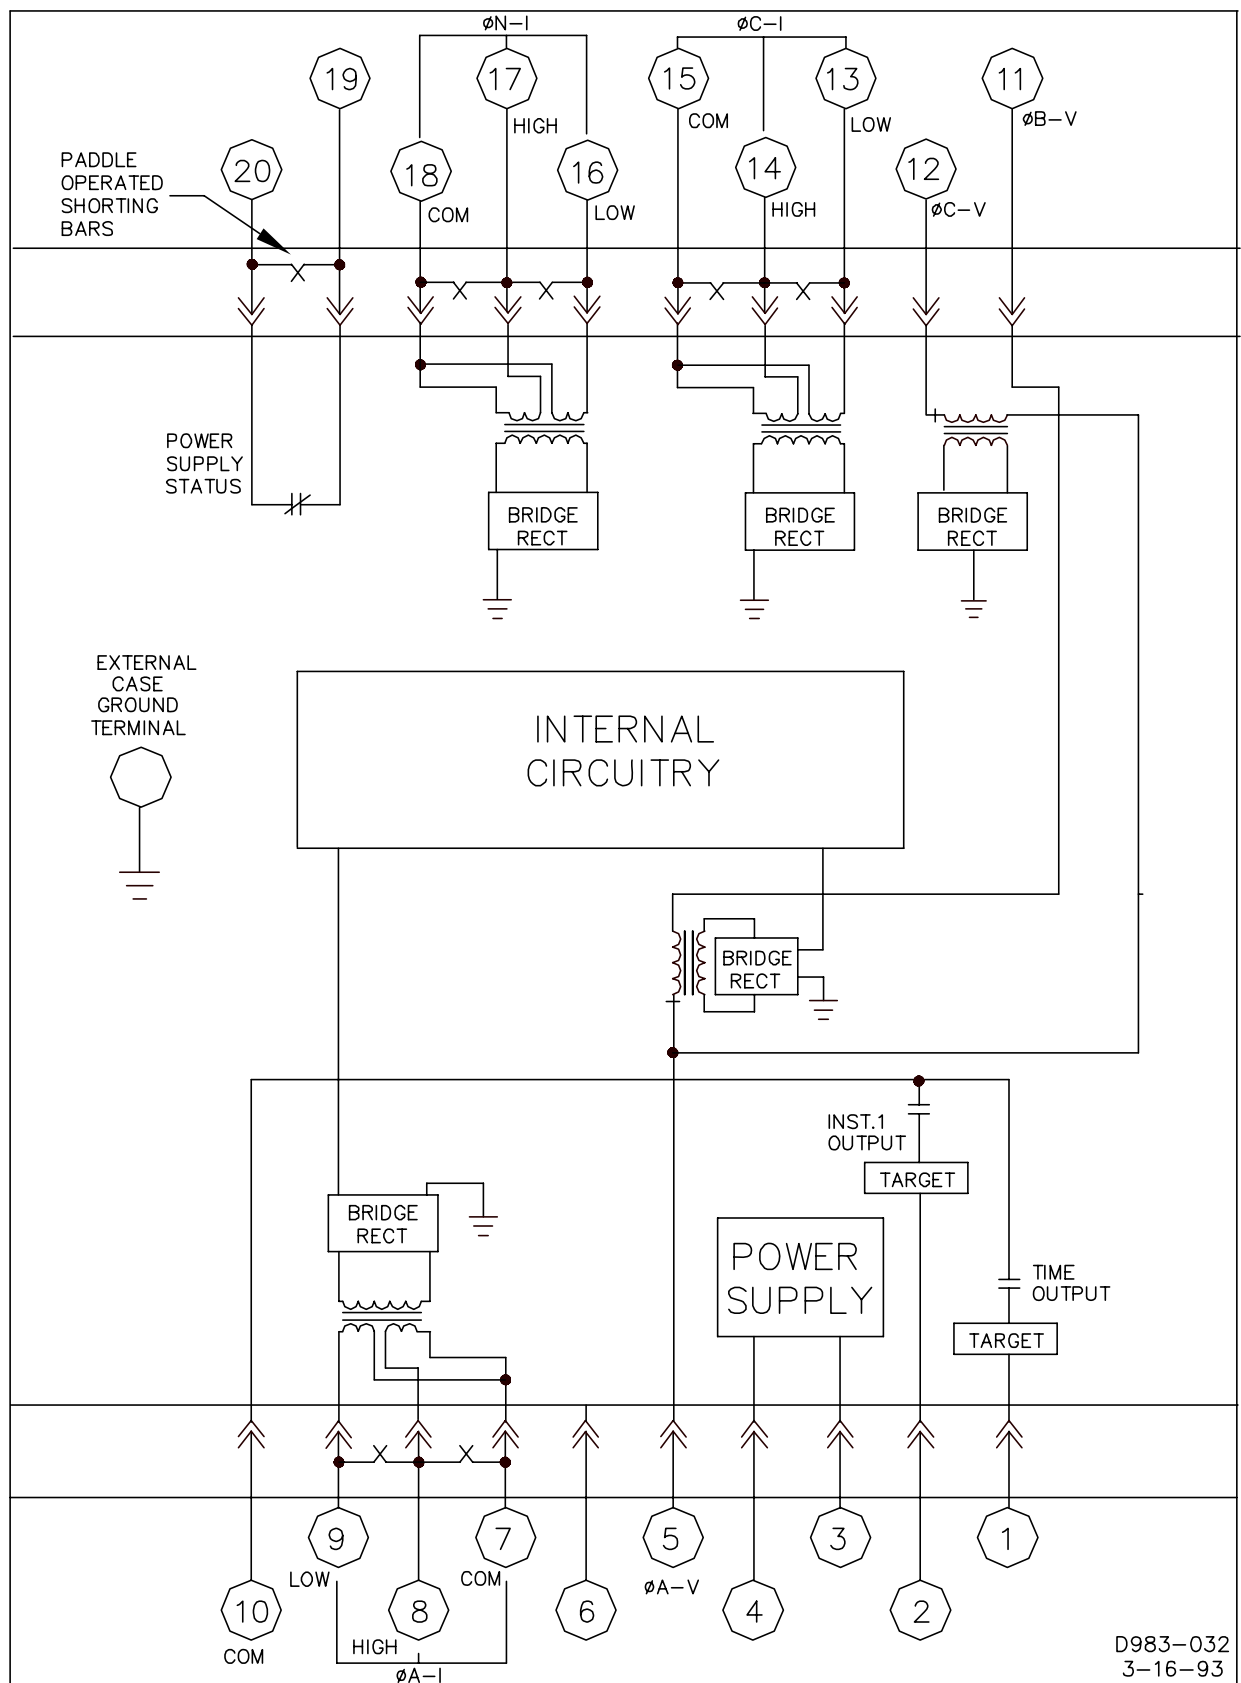 øN-I
øC-I
19
17
15
13
11
HIGH
COM
LOW
øB-V
PADDLE
OPERATED
SHORTING
BARS
20
18
16
14
12
COM
LOW
HIGH
øC-V
POWER
SUPPLY
STATUS
BRIDGE
RECT
BRIDGE
RECT
BRIDGE
RECT
EXTERNAL
CASE
GROUND
TERMINAL
INTERNAL
CIRCUITRY
BRIDGE
RECT
INST.1
OUTPUT
TARGET
BRIDGE
RECT
POWER
SUPPLY
TIME
OUTPUT
TARGET
9
7
5
3
1
LOW
COM
øA-V
10
8
6
4
2
COM
HIGH
øA-I
D983-032
3-16-93